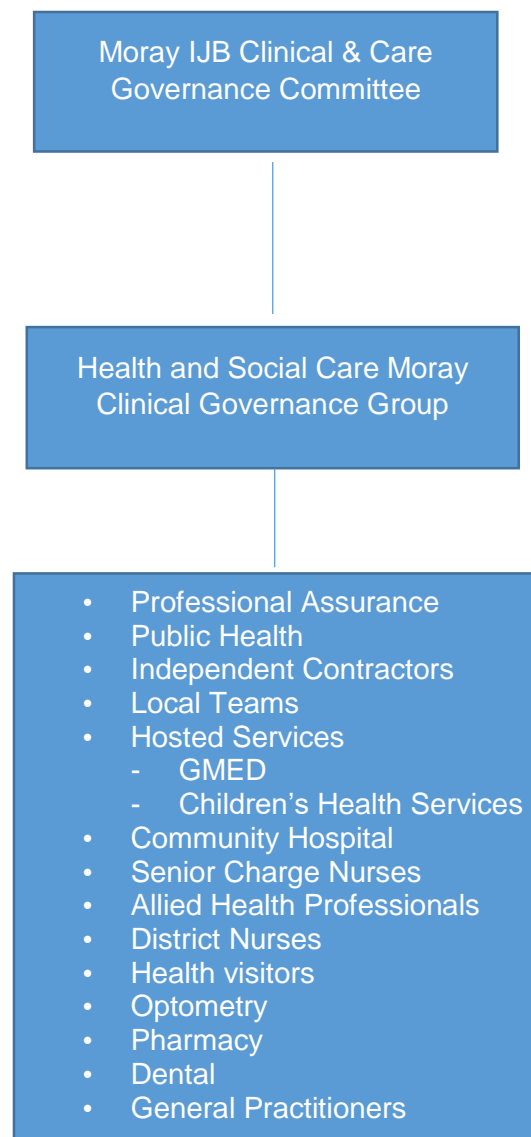 Moray IJB Clinical & Care
Governance Committee
Health and Social Care Moray
Clinical Governance Group
• Professional Assurance
• Public Health
• Independent Contractors
• Local Teams
• Hosted Services
- GMED
- Children’s Health Services
• Community Hospital
• Senior Charge Nurses
• Allied Health Professionals
• District Nurses
• Health visitors
• Optometry
• Pharmacy
• Dental
• General Practitioners